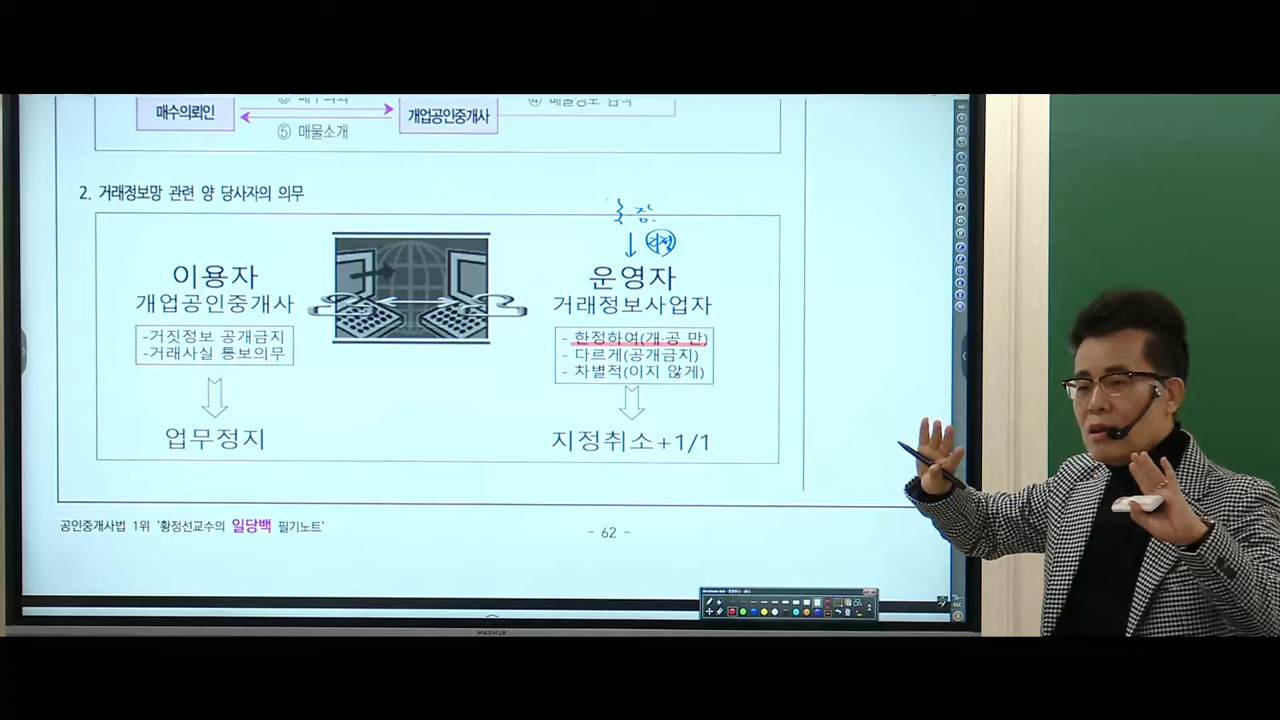 매수의뢰인
⑤ 매물소개
개업공인중개사
2. 거래정보망 관련 양 당사자의 의무
이용자
개업공인중개사
-거짓정보 공개금지
-거래사실 통보의무
업무정지
운영자
거래정보사업자
- 한정하여(개·공 만)
- 다르게(공개금지)
- 차별적(이지 않게)
지정취소+1/1
공인중개사법 1위 '황정선교수의 일당백 필기노트'
- 62 -
MAXHUB